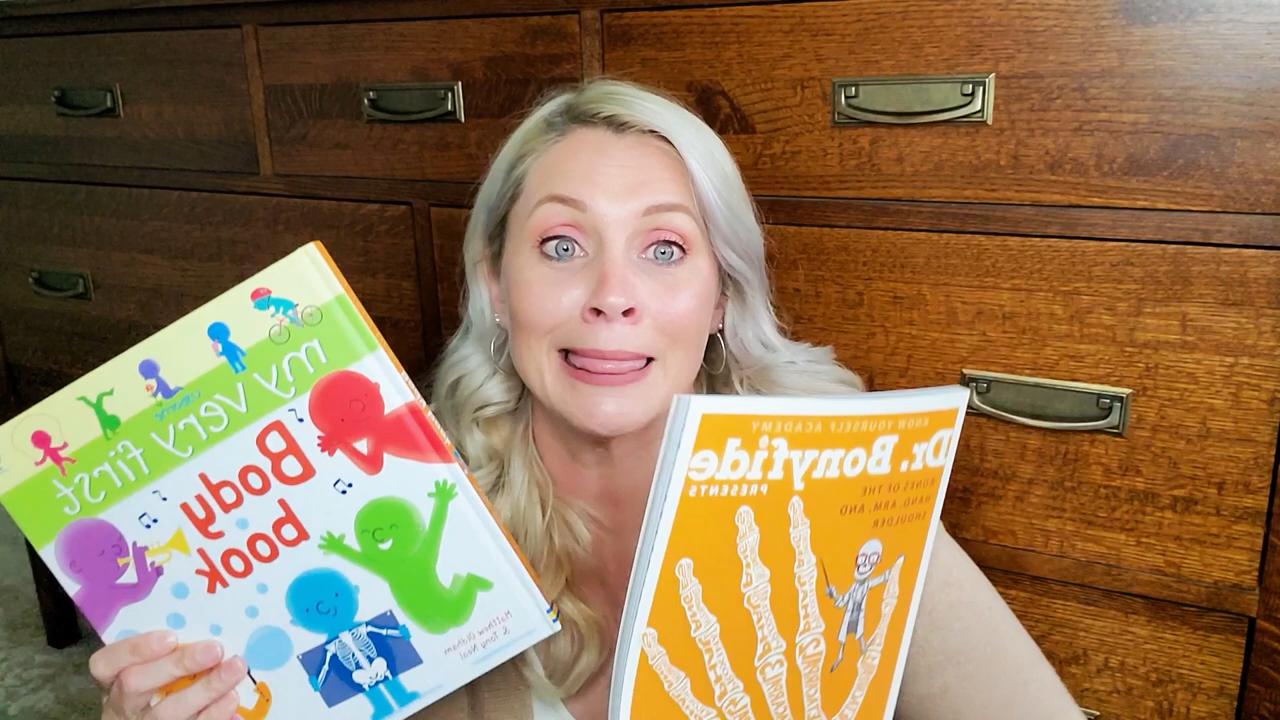 my very first
USBORNE
Body
book
Matthew Oldham
& Tony Neal
KNOW YOURSELF ACADEMY
Dr. Bonyfide
PRESENTS
BONES OF THE
HAND, ARM, AND
SHOULDER